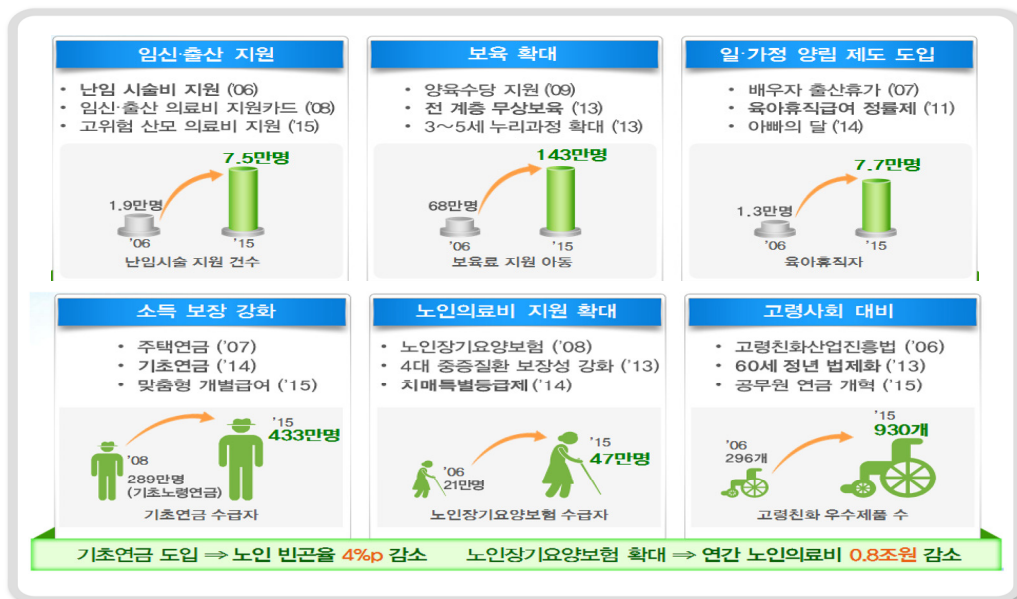 임신·출산 지원
• 난임 시술비 지원 ('06)
• 임신·출산 의료비 지원카드 ('08)
• 고위험 산모 의료비 지원 ('15)
7.5만명
1.9만명
'06
'15
난임시술 지원 건수
보육 확대
• 양육수당 지원 ('09)
• 전 계층 무상보육 ('13)
• 3~5세 누리과정 확대 ('13)
143만명
68만명
'06
'15
보육료 지원 아동
일·가정 양립 제도 도입
• 배우자 출산휴가 ('07)
• 육아휴직급여 정률제 ('11)
• 아빠의 달 ('14)
7.7만명
1.3만명
'06
'15
육아휴직자
소득 보장 강화
• 주택연금 ('07)
• 기초연금 ('14)
• 맞춤형 개별급여 ('15)
'15
433만명
'08
289만명
(기초노령연금)
기초연금 수급자
노인의료비 지원 확대
• 노인장기요양보험 ('08)
• 4대 중증질환 보장성 강화 ('13)
• 치매특별등급제 ('14)
'15
47만명
'06
21만명
노인장기요양보험 수급자
고령사회 대비
• 고령친화산업진흥법 ('06)
• 60세 정년 법제화 ('13)
• 공무원 연금 개혁 ('15)
'15
930개
'06
296개
고령친화 우수제품 수
기초연금 도입 ⇒ 노인 빈곤율 4%p 감소 노인장기요양보험 확대 ⇒ 연간 노인의료비 0.8조원 감소